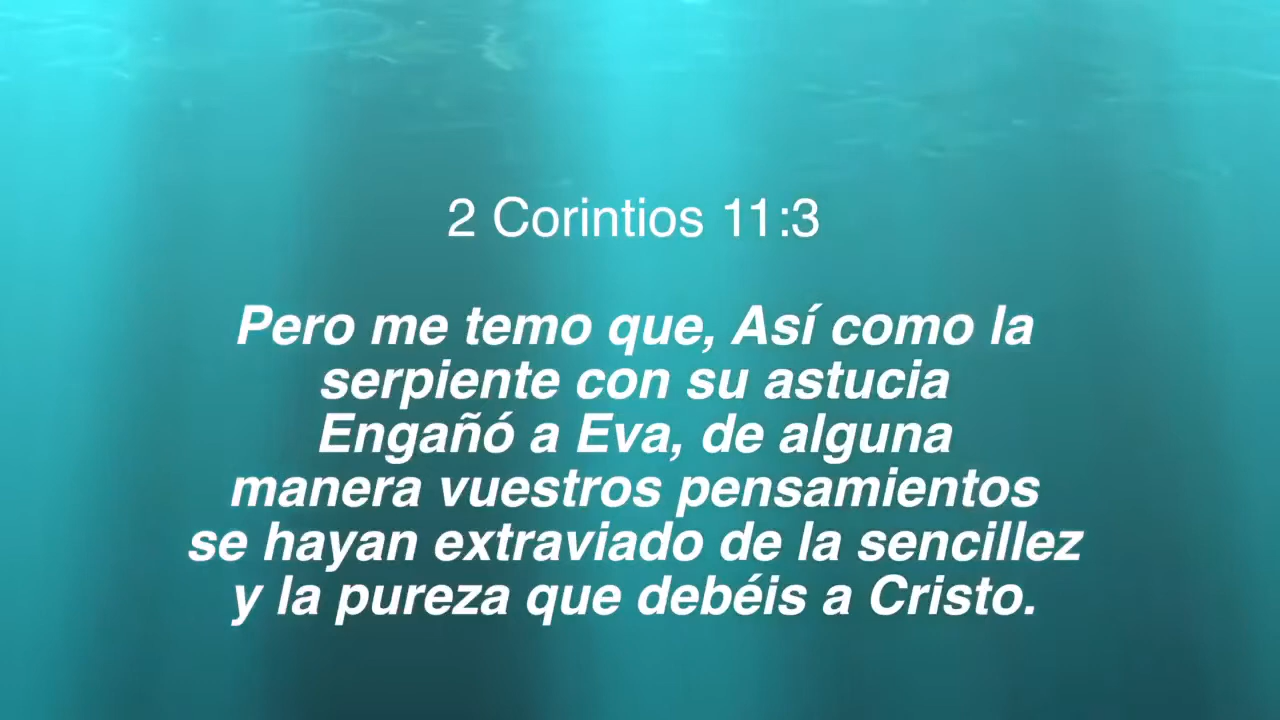 2 Corintios 11:3
Pero me temo que, Así como la
serpiente con su astucia
Engañó a Eva, de alguna
manera vuestros pensamientos
se hayan extraviado de la sencillez
y la pureza que debéis a Cristo.